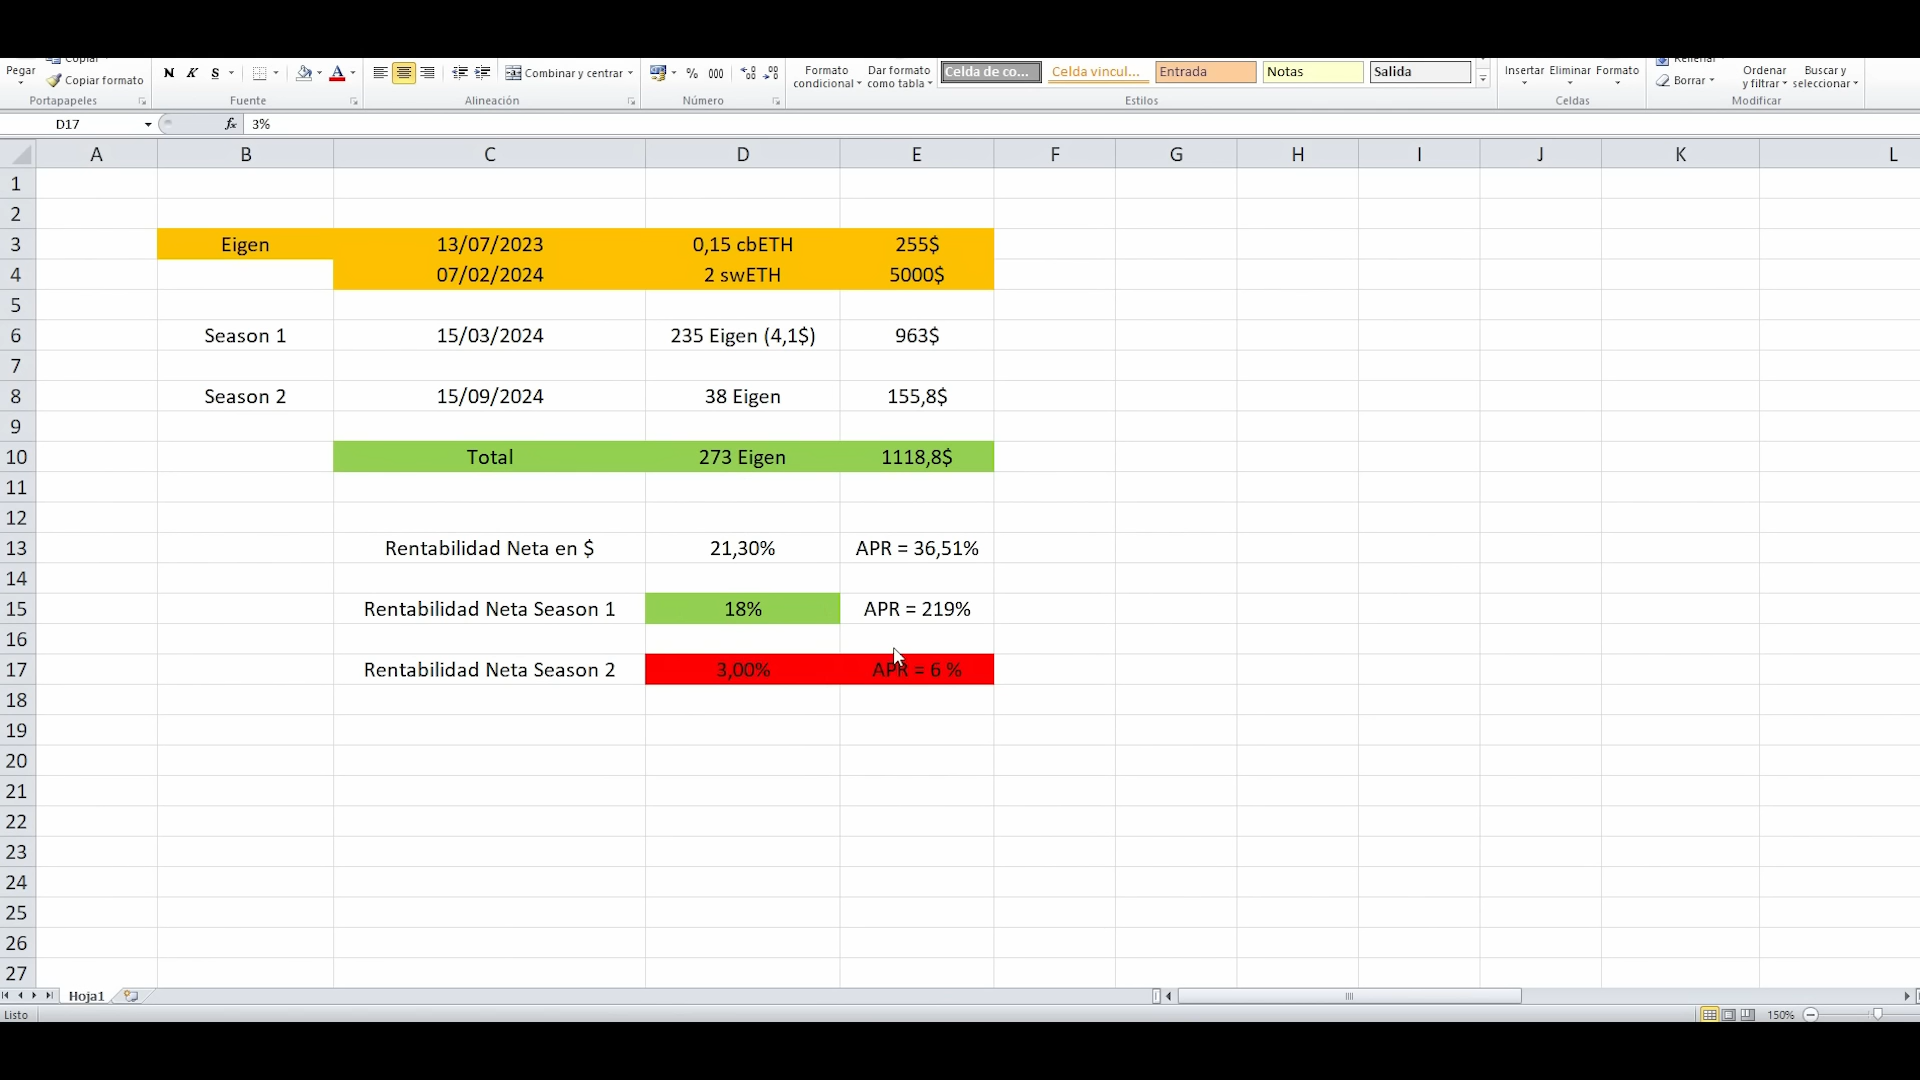 Pegar
Copiar
Copiar formato
Portapapeles
N K S
Fuente
Combinar y centrar
Alineación
% 000
Número
Formato condicional
Dar formato como tabla
Celda de co...
Celda vincul...
Entrada
Notas
Salida
Estilos
Insertar Eliminar Formato
Celdas
Rellenar
Borrar
Ordenar y filtrar
Buscar y seleccionar
Modificar
D17 fx 3%
A B C D E F G H I J K L
1
2
3 Eigen 13/07/2023 0,15 cbETH 255$
4 07/02/2024 2 swETH 5000$
5
6 Season 1 15/03/2024 235 Eigen (4,1$) 963$
7
8 Season 2 15/09/2024 38 Eigen 155,8$
9
10 Total 273 Eigen 1118,8$
11
12
13 Rentabilidad Neta en $ 21,30% APR = 36,51%
14
15 Rentabilidad Neta Season 1 18% APR = 219%
16
17 Rentabilidad Neta Season 2 3,00% APR = 6 %
18
19
20
21
22
23
24
25
26
27
Hoja1
Listo 150%